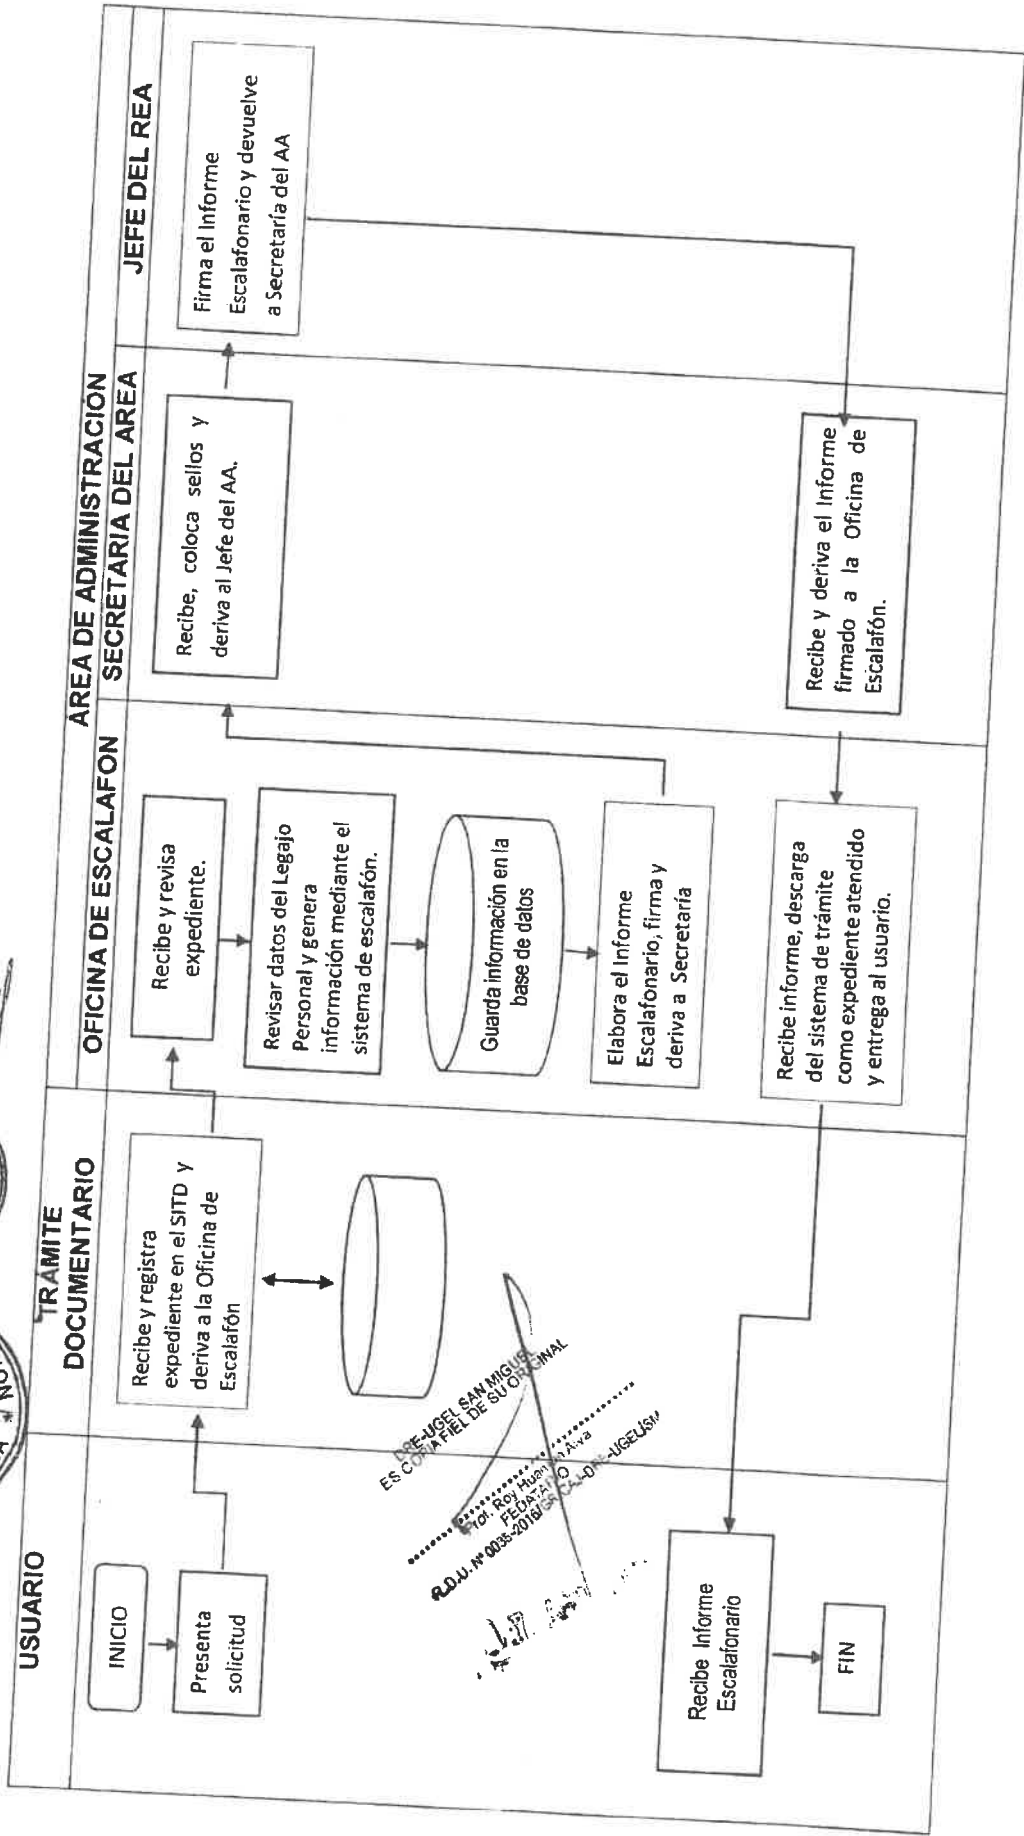 USUARIO
TRÁMITE
DOCUMENTARIO
AREA DE ADMINISTRACIÓN
OFICINA DE ESCALAFON
SECRETARIA DEL AREA
JEFE DEL REA
INICIO
Presenta
solicitud
Recibe y registra
expediente en el SITD y
deriva a la Oficina de
Escalafón
Recibe y revisa
expediente.
Revisar datos del Legajo
Personal y genera
información mediante el
sistema de escalafón.
Guarda información en la
base de datos
Elabora el Informe
Escalafonario, firma y
deriva a Secretaría
Recibe, coloca sellos y
deriva al Jefe del AA.
Firma el Informe
Escalafonario y devuelve
a Secretaría del AA
Recibe y deriva el Informe
firmado a la Oficina de
Escalafón.
Recibe informe, descarga
del sistema de trámite
como expediente atendido
y entrega al usuario.
Recibe Informe
Escalafonario
FIN
DRE-UGEL SAN MIGUEL
ES COPIA FIEL DE SU ORIGINAL
Prof. Roy
R.D.U. Nº 0035-2016/